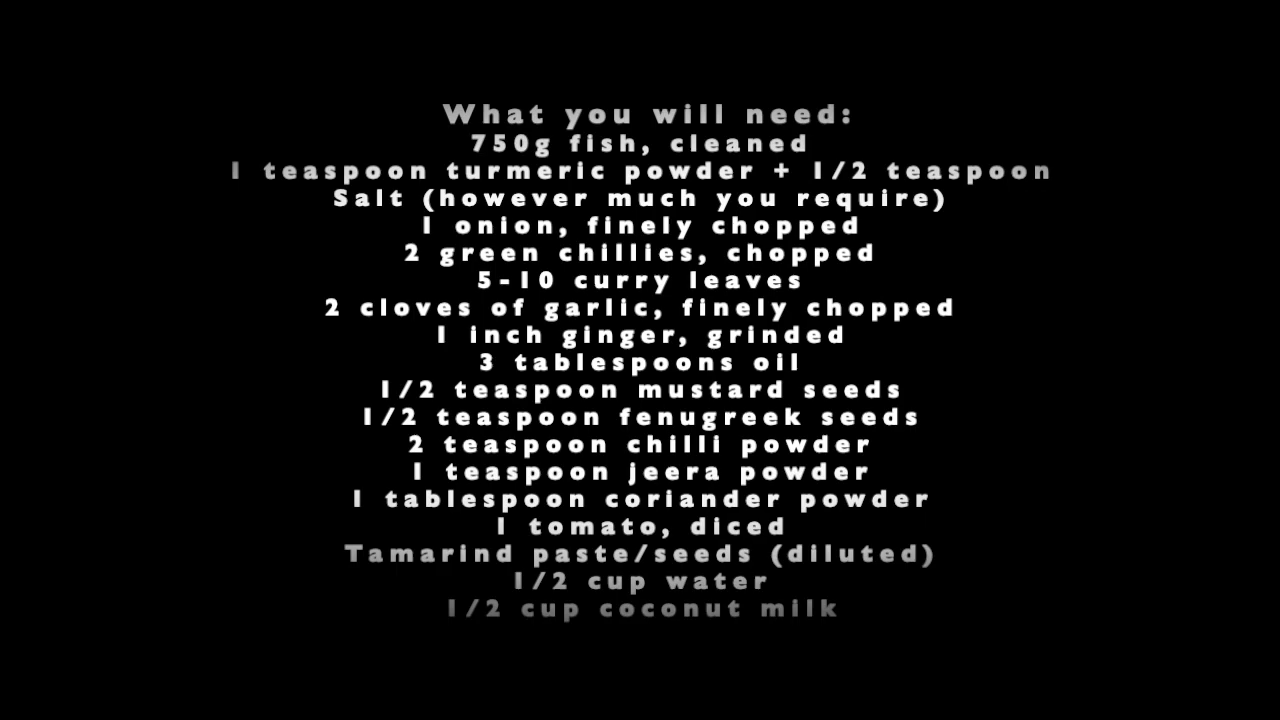 What you will need:
750g fish, cleaned
1 teaspoon turmeric powder + 1/2 teaspoon
Salt (however much you require)
1 onion, finely chopped
2 green chillies, chopped
5-10 curry leaves
2 cloves of garlic, finely chopped
1 inch ginger, grinded
3 tablespoons oil
1/2 teaspoon mustard seeds
1/2 teaspoon fenugreek seeds
2 teaspoon chilli powder
1 teaspoon jeera powder
1 tablespoon coriander powder
1 tomato, diced
Tamarind paste/seeds (diluted)
1/2 cup water
1/2 cup coconut milk